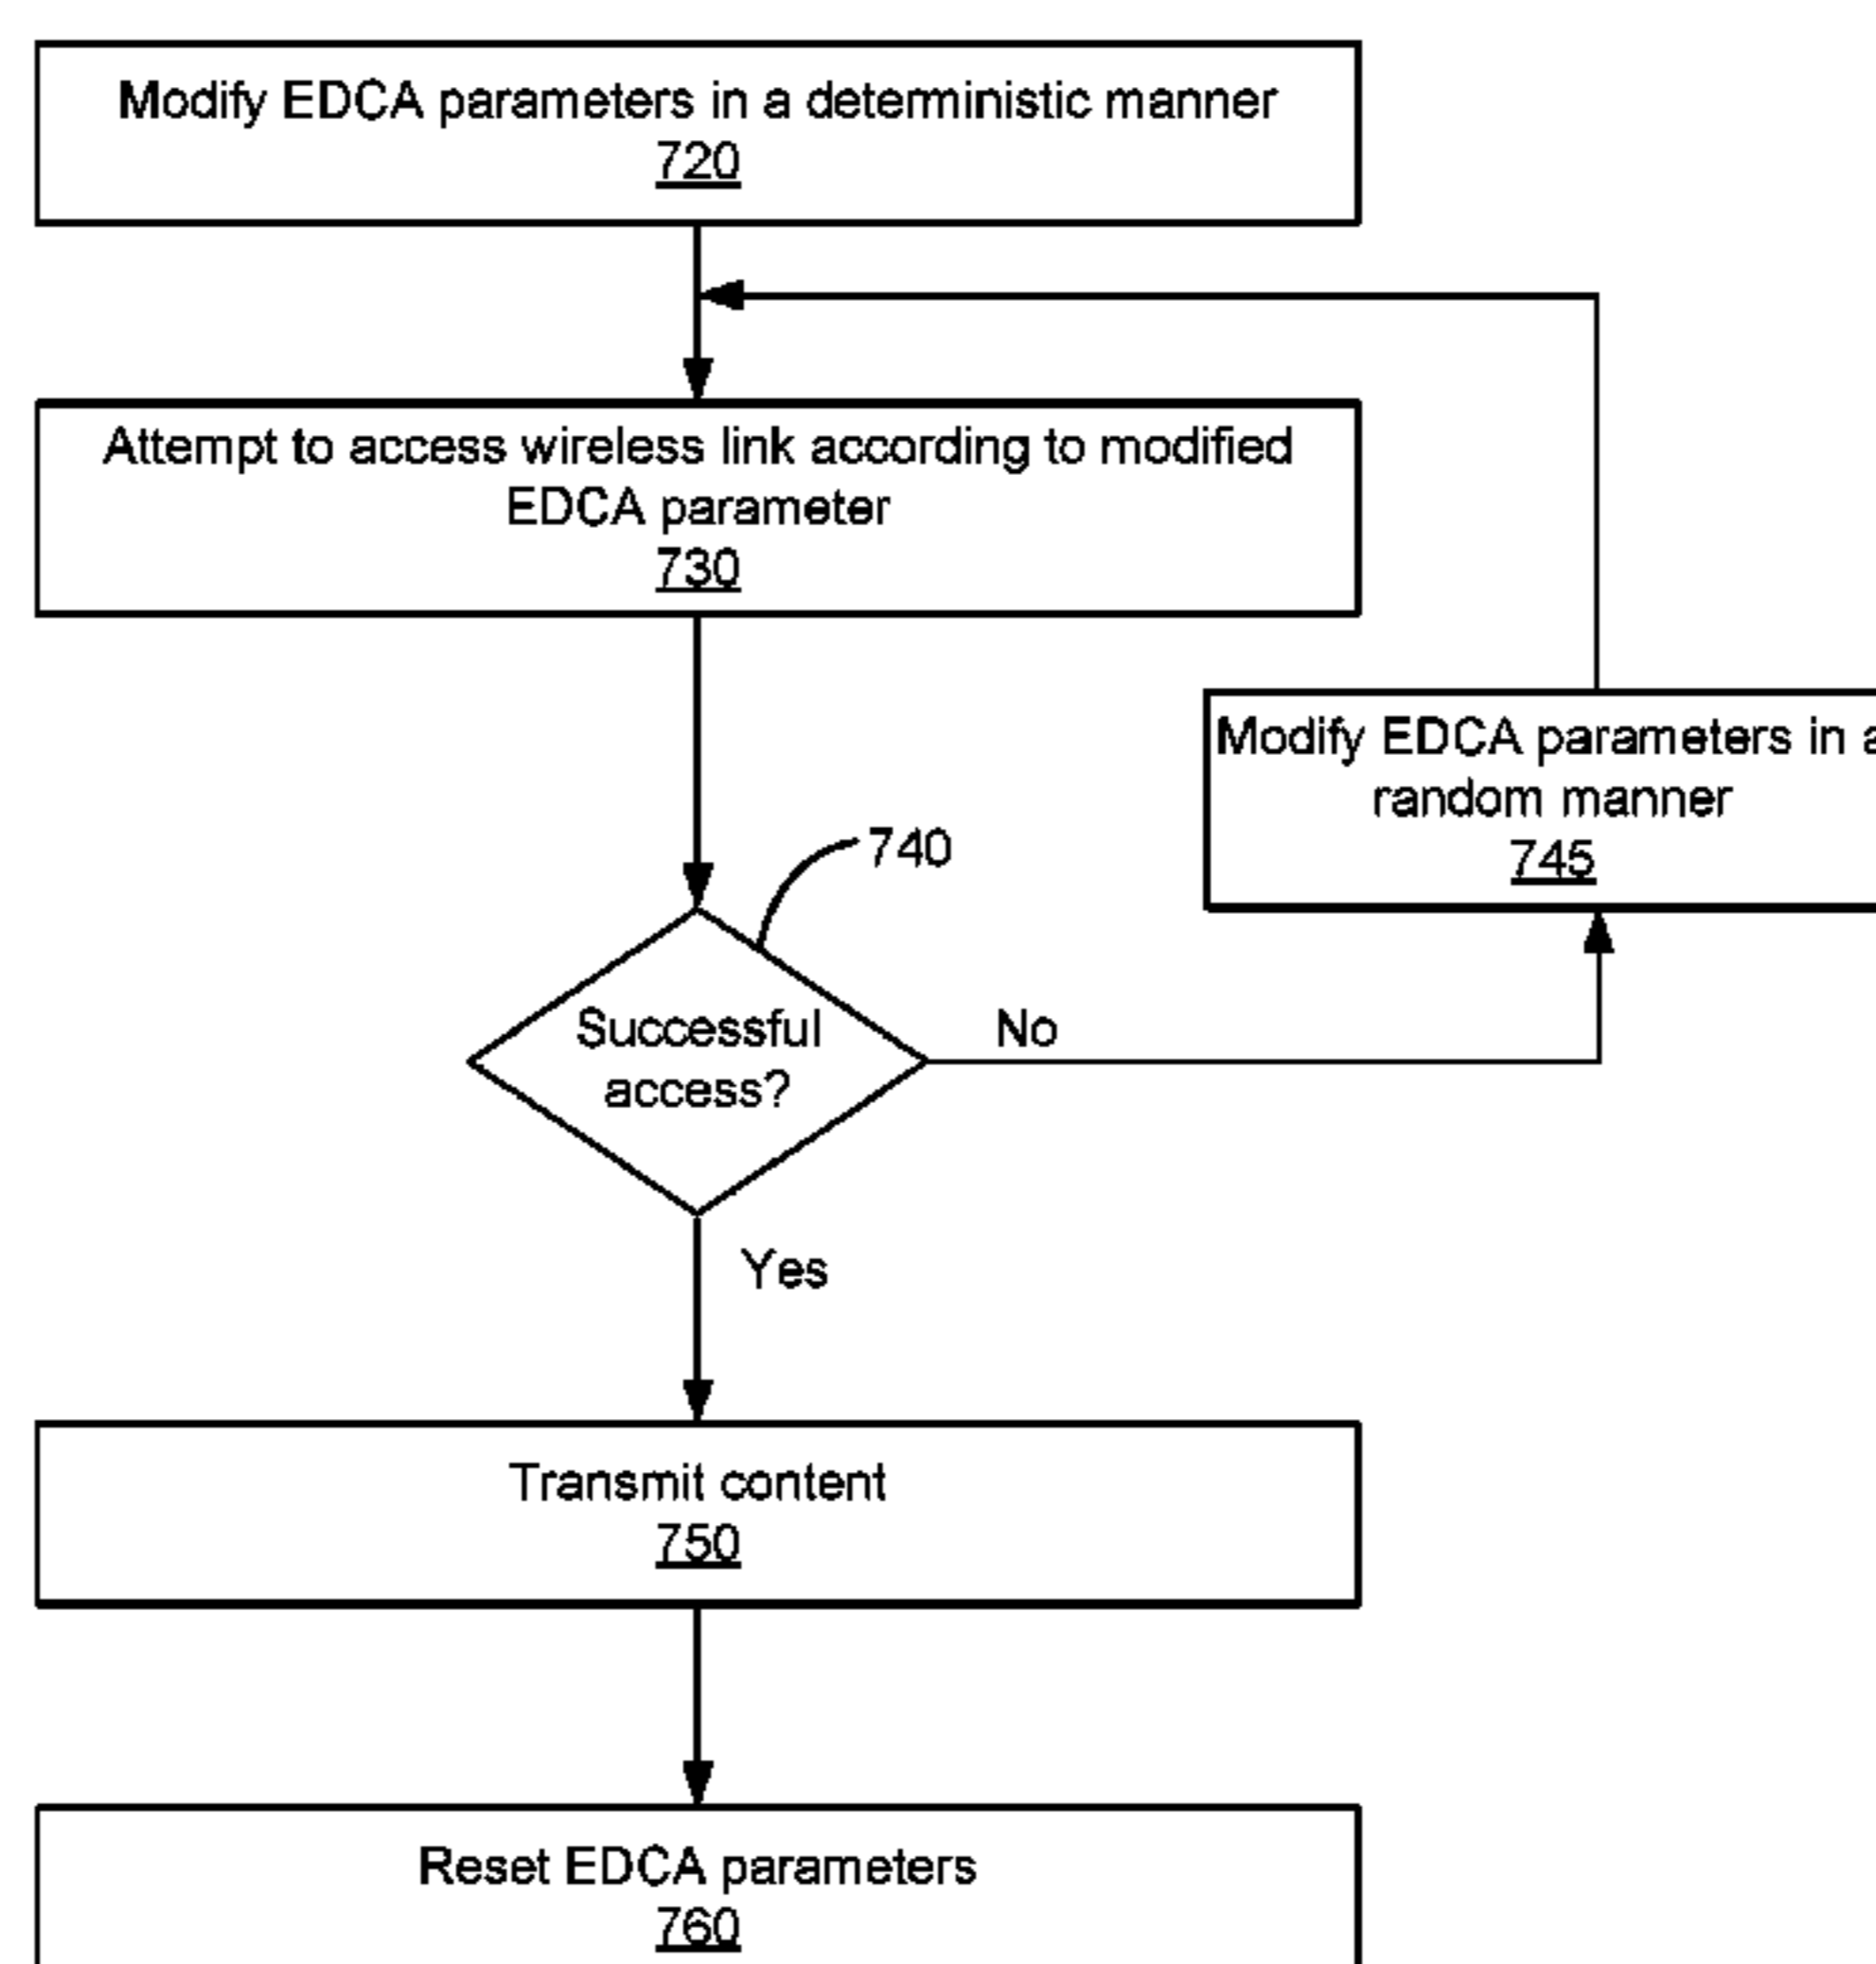 Modify EDCA parameters in a deterministic manner
720
Attempt to access wireless link according to modified
EDCA parameter
730
Modify EDCA parameters in a
random manner
745
740
Successful
access?
No
Yes
Transmit content
750
Reset EDCA parameters
760